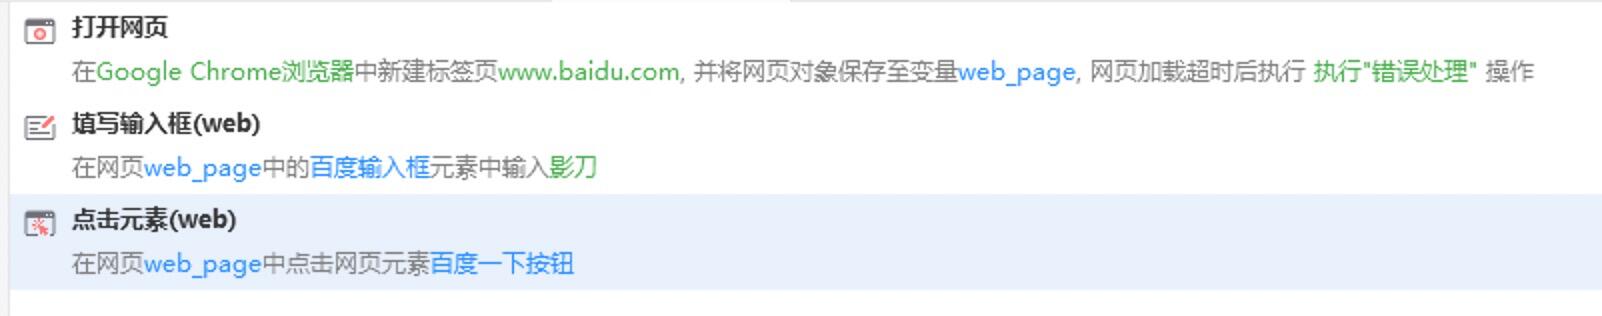 打开网页
在Google Chrome浏览器中新建标签页www.baidu.com, 并将网页对象保存至变量web_page, 网页加载超时后执行 执行"错误处理" 操作
填写输入框(web)
在网页web_page中的百度输入框元素中输入影刀
点击元素(web)
在网页web_page中点击网页元素百度一下按钮